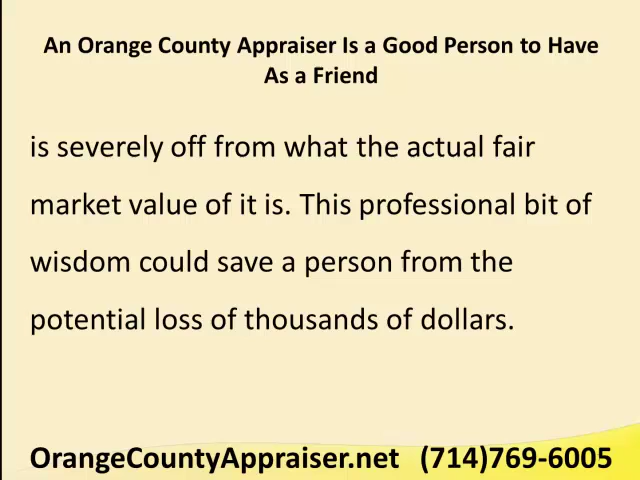 An Orange County Appraiser Is a Good Person to Have
As a Friend
is severely off from what the actual fair
market value of it is. This professional bit of
wisdom could save a person from the
potential loss of thousands of dollars.
OrangeCountyAppraiser.net (714)769-6005